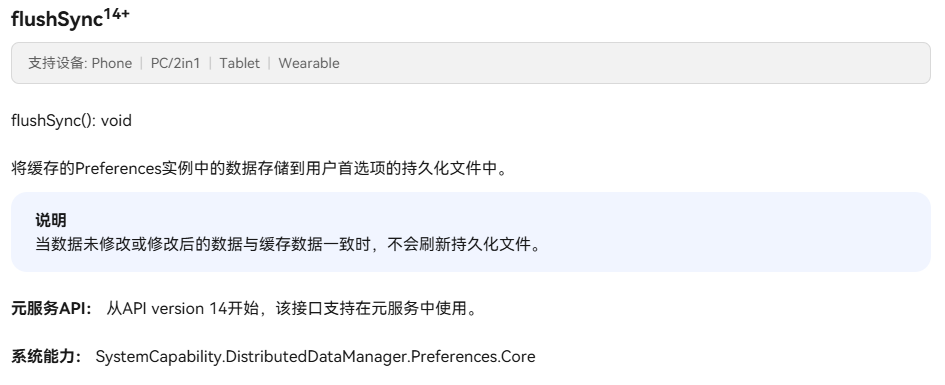 flushSync14+
支持设备: Phone | PC/2in1 | Tablet | Wearable
flushSync(): void
将缓存的Preferences实例中的数据存储到用户首选项的持久化文件中。
说明
当数据未修改或修改后的数据与缓存数据一致时，不会刷新持久化文件。
元服务API： 从API version 14开始，该接口支持在元服务中使用。
系统能力： SystemCapability.DistributedDataManager.Preferences.Core